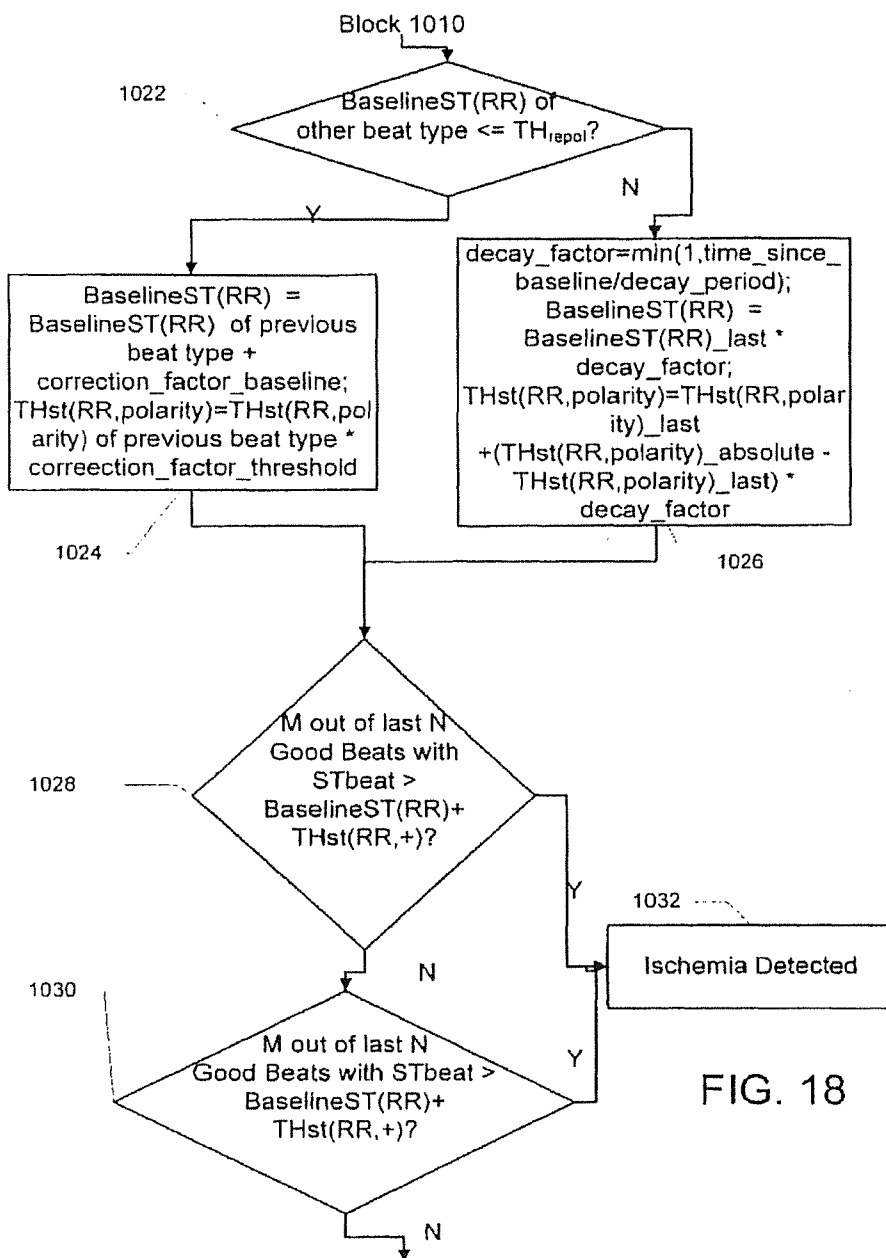 Block 1010
1022
BaselineST(RR) of
other beat type <= THrepol?
Y
N
BaselineST(RR) =
BaselineST(RR) of previous
beat type +
correction_factor_baseline;
THst(RR,polarity)=THst(RR,pol
arity) of previous beat type *
correection_factor_threshold
1024
decay_factor=min(1,time_since_
baseline/decay_period);
BaselineST(RR) =
BaselineST(RR)_last *
decay_factor;
THst(RR,polarity)=THst(RR,polar
ity)_last
+(THst(RR,polarity)_absolute -
THst(RR,polarity)_last) *
decay_factor
1026
1028
M out of last N
Good Beats with
STbeat >
BaselineST(RR)+
THst(RR,+)?
Y
N
1032
Ischemia Detected
1030
M out of last N
Good Beats with STbeat >
BaselineST(RR)+
THst(RR,+)?
Y
N
FIG. 18